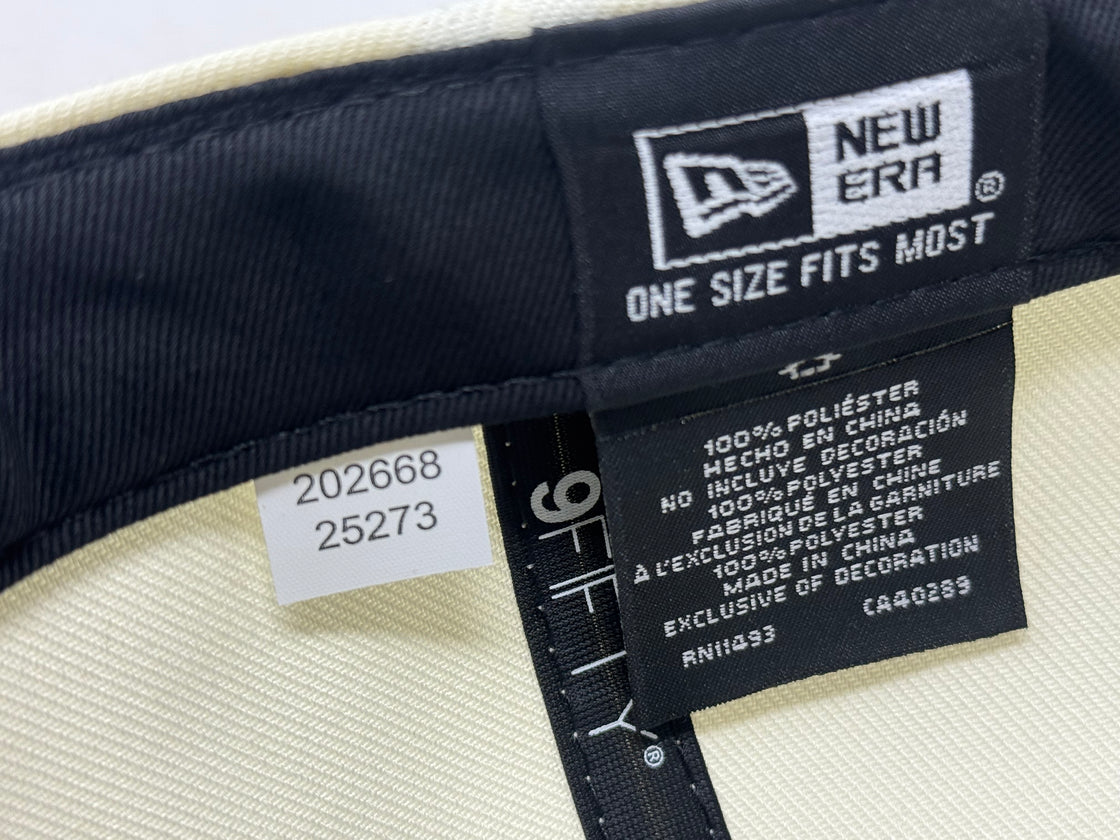 NEW
ERA
®
ONE SIZE FITS MOST
100% POLIÉSTER
HECHO EN CHINA
NO INCLUYE DECORACIÓN
100% POLYESTER
FABRIQUÉ EN CHINE
À L'EXCLUSION DE LA GARNITURE
100% POLYESTER
MADE IN CHINA
EXCLUSIVE OF DECORATION
RN11493 CA40289
202668
25273
9FIFTY®